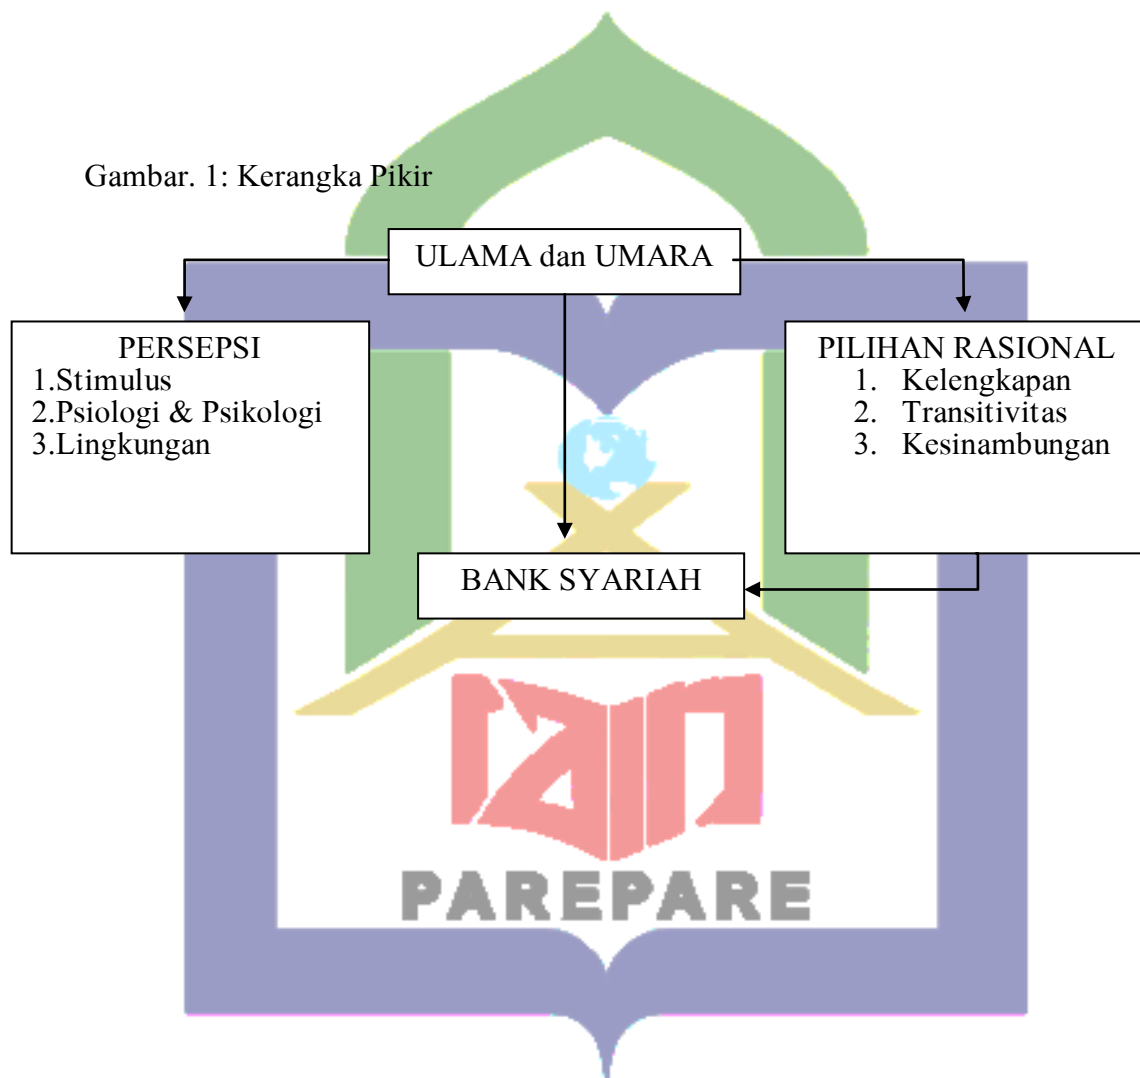 Gambar. 1: Kerangka Pikir
ULAMA dan UMARA
PERSEPSI
1.Stimulus
2.Psiologi & Psikologi
3.Lingkungan
PILIHAN RASIONAL
1. Kelengkapan
2. Transitivitas
3. Kesinambungan
BANK SYARIAH
iain
PAREPARE